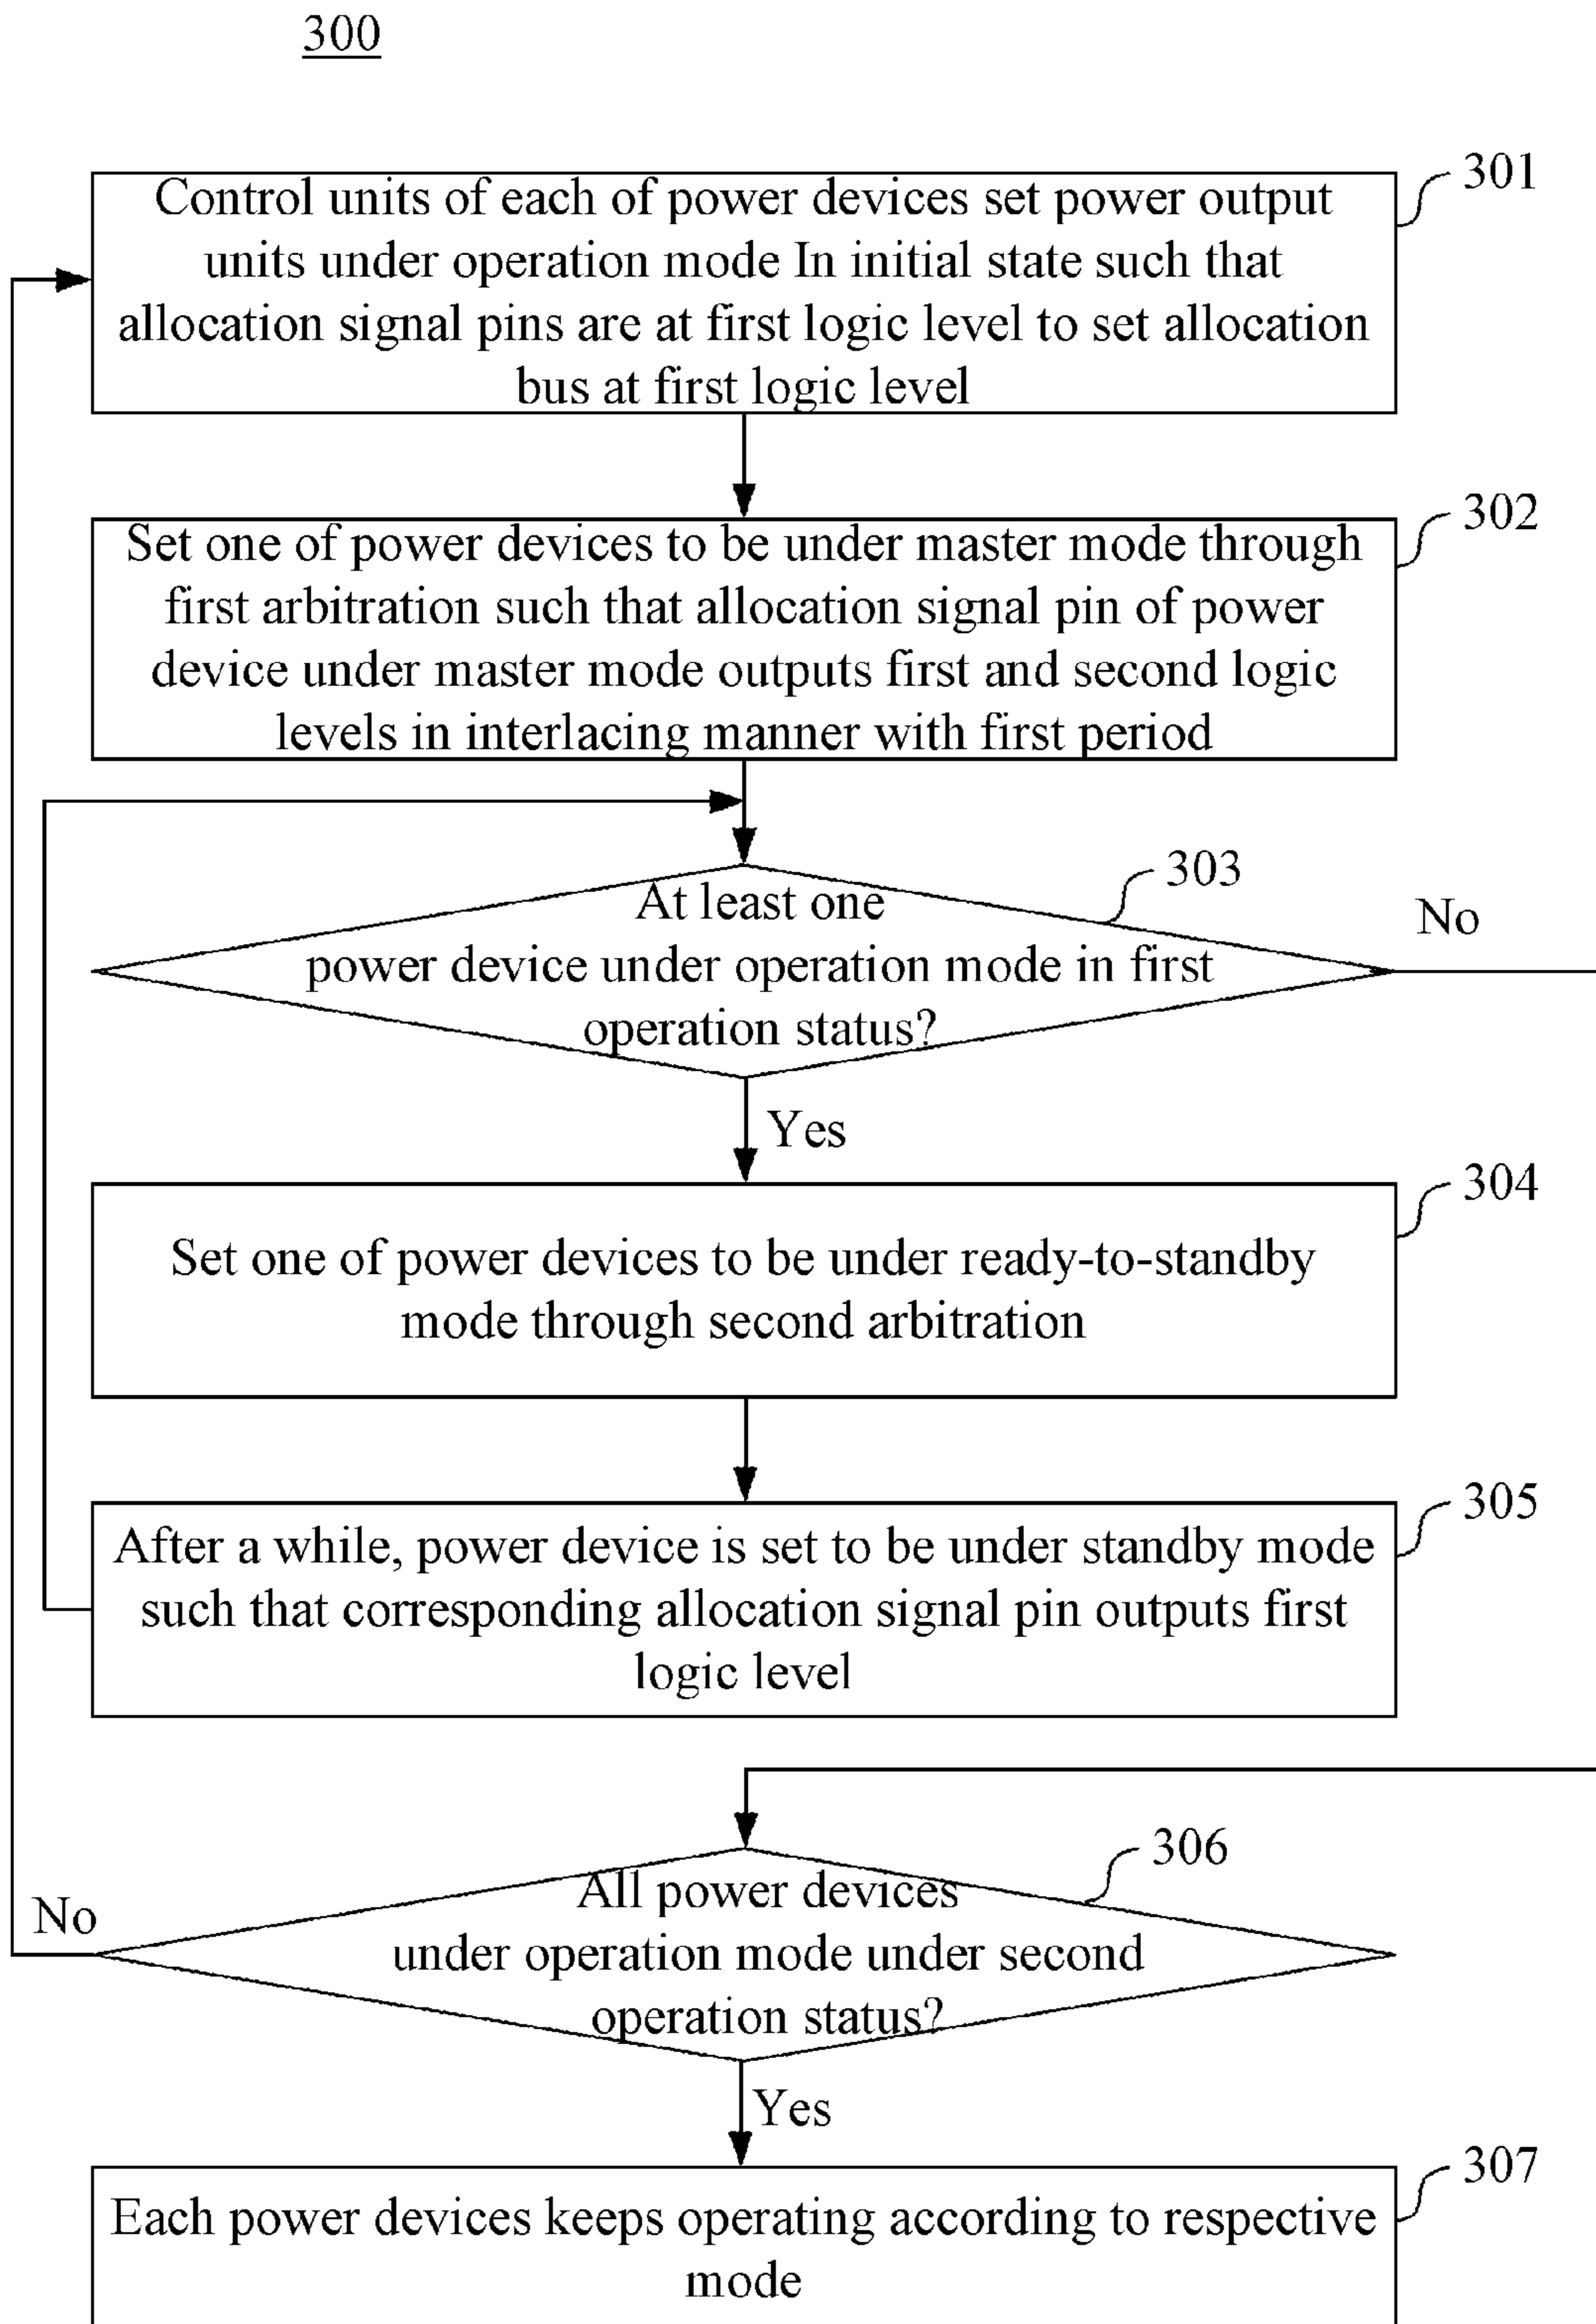 300
301
Control units of each of power devices set power output
units under operation mode In initial state such that
allocation signal pins are at first logic level to set allocation
bus at first logic level
302
Set one of power devices to be under master mode through
first arbitration such that allocation signal pin of power
device under master mode outputs first and second logic
levels in interlacing manner with first period
303
At least one
power device under operation mode in first
operation status?
No
Yes
304
Set one of power devices to be under ready-to-standby
mode through second arbitration
305
After a while, power device is set to be under standby mode
such that corresponding allocation signal pin outputs first
logic level
306
All power devices
under operation mode under second
operation status?
No
Yes
307
Each power devices keeps operating according to respective
mode